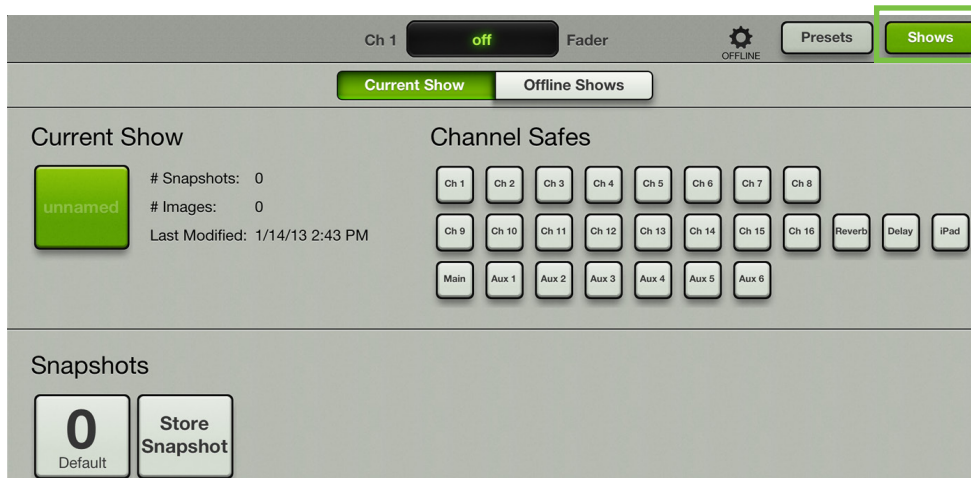 Ch 1 off Fader OFFLINE Presets Shows
Current Show Offline Shows
Current Show
unnamed
# Snapshots: 0
# Images: 0
Last Modified: 1/14/13 2:43 PM
Channel Safes
Ch 1 Ch 2 Ch 3 Ch 4 Ch 5 Ch 6 Ch 7 Ch 8
Ch 9 Ch 10 Ch 11 Ch 12 Ch 13 Ch 14 Ch 15 Ch 16 Reverb Delay iPad
Main Aux 1 Aux 2 Aux 3 Aux 4 Aux 5 Aux 6
Snapshots
0
Default
Store
Snapshot